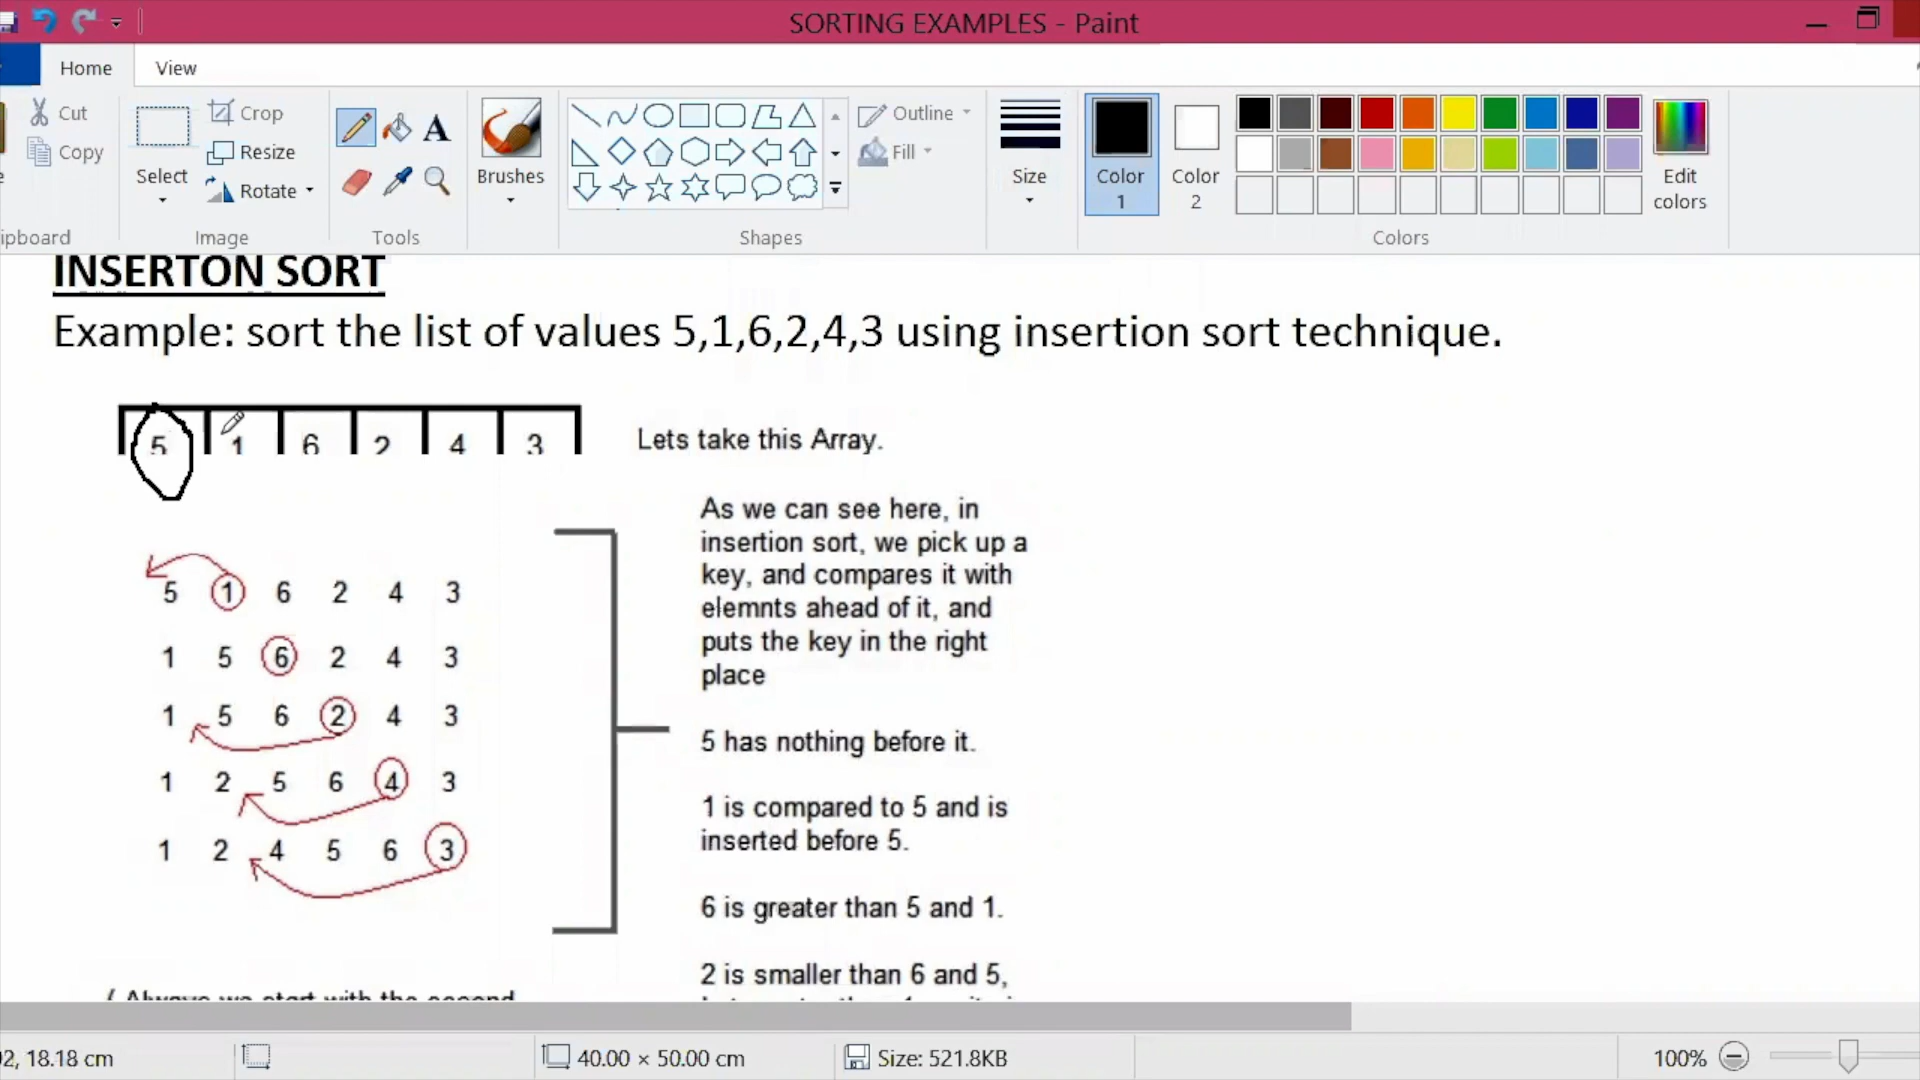 SORTING EXAMPLES - Paint
Home View
Cut
Copy
Select
Crop
Resize
Rotate
Image
Tools
Brushes
Shapes
Outline
Fill
Size
Color 1
Color 2
Edit colors
Colors
INSERTON SORT
Example: sort the list of values 5,1,6,2,4,3 using insertion sort technique.
5 1 6 2 4 3
Lets take this Array.
5 1 6 2 4 3
1 5 6 2 4 3
1 5 6 2 4 3
1 2 5 6 4 3
1 2 4 5 6 3
As we can see here, in
insertion sort, we pick up a
key, and compares it with
elemnts ahead of it, and
puts the key in the right
place
5 has nothing before it.
1 is compared to 5 and is
inserted before 5.
6 is greater than 5 and 1.
2 is smaller than 6 and 5,
( Always we start with the second
2, 18.18 cm
40.00 × 50.00 cm
Size: 521.8KB
100%